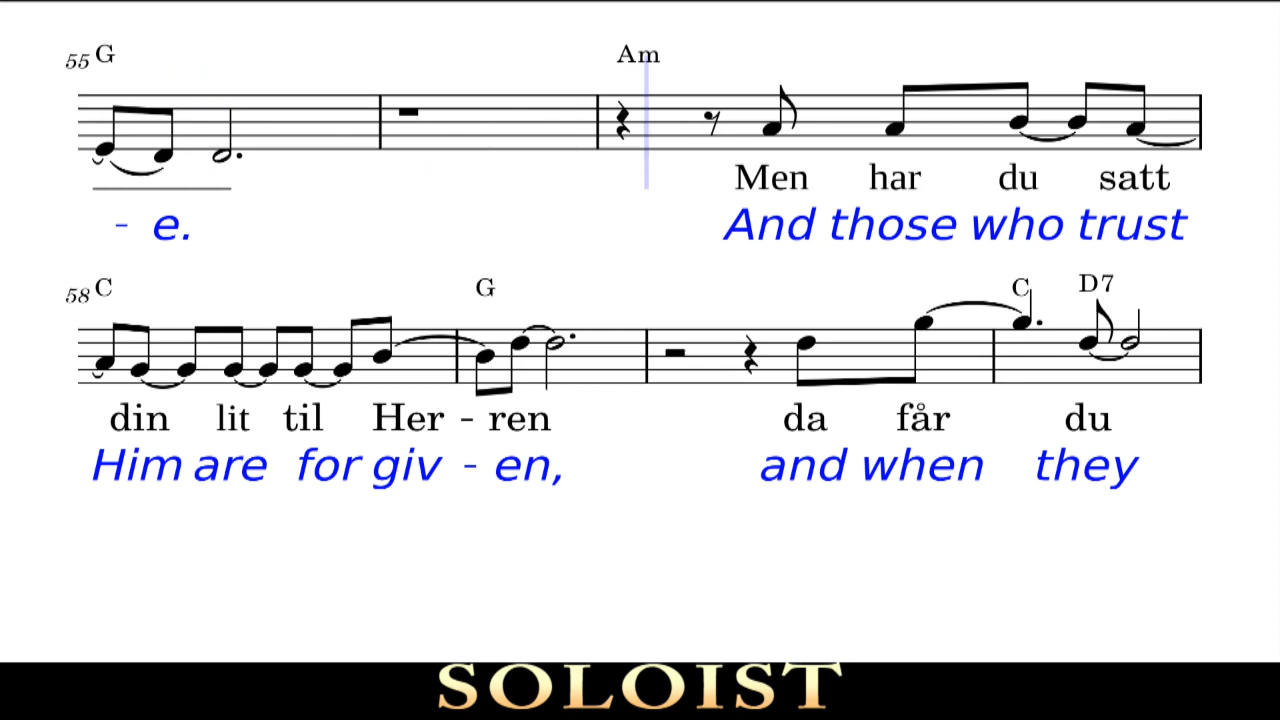 55 G Am
Men har du satt
- e. And those who trust
58 C G C D7
din lit til Her - ren da får du
Him are for giv - en, and when they
SOLOIST